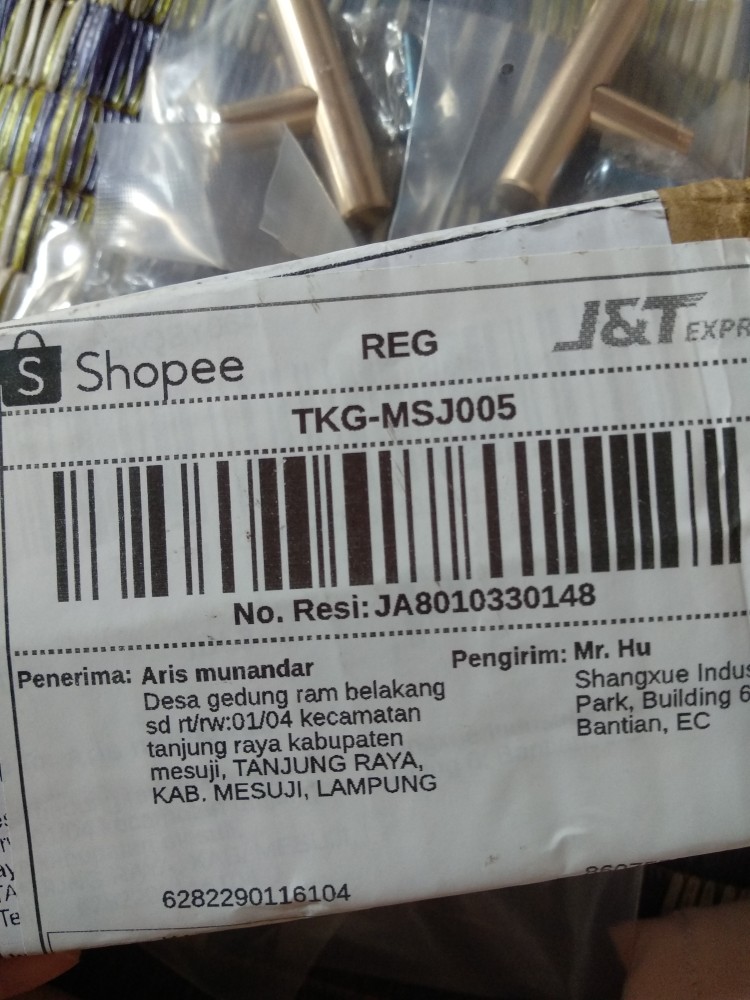 Shopee
REG
J&T EXPR
TKG-MSJ005
No. Resi: JA8010330148
Penerima: Aris munandar
Desa gedung ram belakang
sd rt/rw:01/04 kecamatan
tanjung raya kabupaten
mesuji, TANJUNG RAYA,
KAB. MESUJI, LAMPUNG
6282290116104
Pengirim: Mr. Hu
Shangxue Indus
Park, Building 6
Bantian, EC